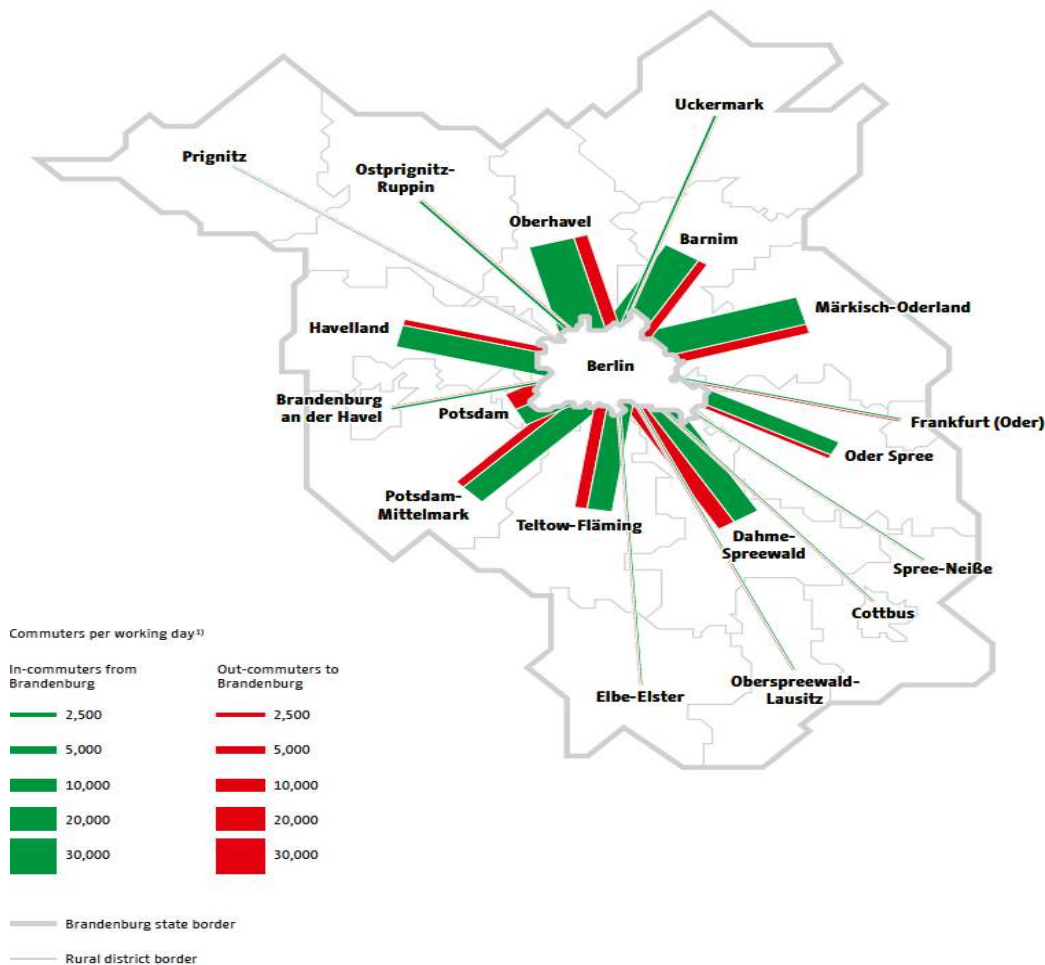 Uckermark
Prignitz
Ostprignitz-
Ruppin
Oberhavel
Barnim
Märkisch-Oderland
Havelland
Berlin
Brandenburg
an der Havel
Potsdam
Frankfurt (Oder)
Oder Spree
Potsdam-
Mittelmark
Teltow-Fläming
Dahme-
Spreewald
Spree-Neiße
Cottbus
Elbe-Elster
Oberspreewald-
Lausitz
Commuters per working day¹⁾
In-commuters from
Brandenburg
Out-commuters to
Brandenburg
2,500 2,500
5,000 5,000
10,000 10,000
20,000 20,000
30,000 30,000
Brandenburg state border
Rural district border